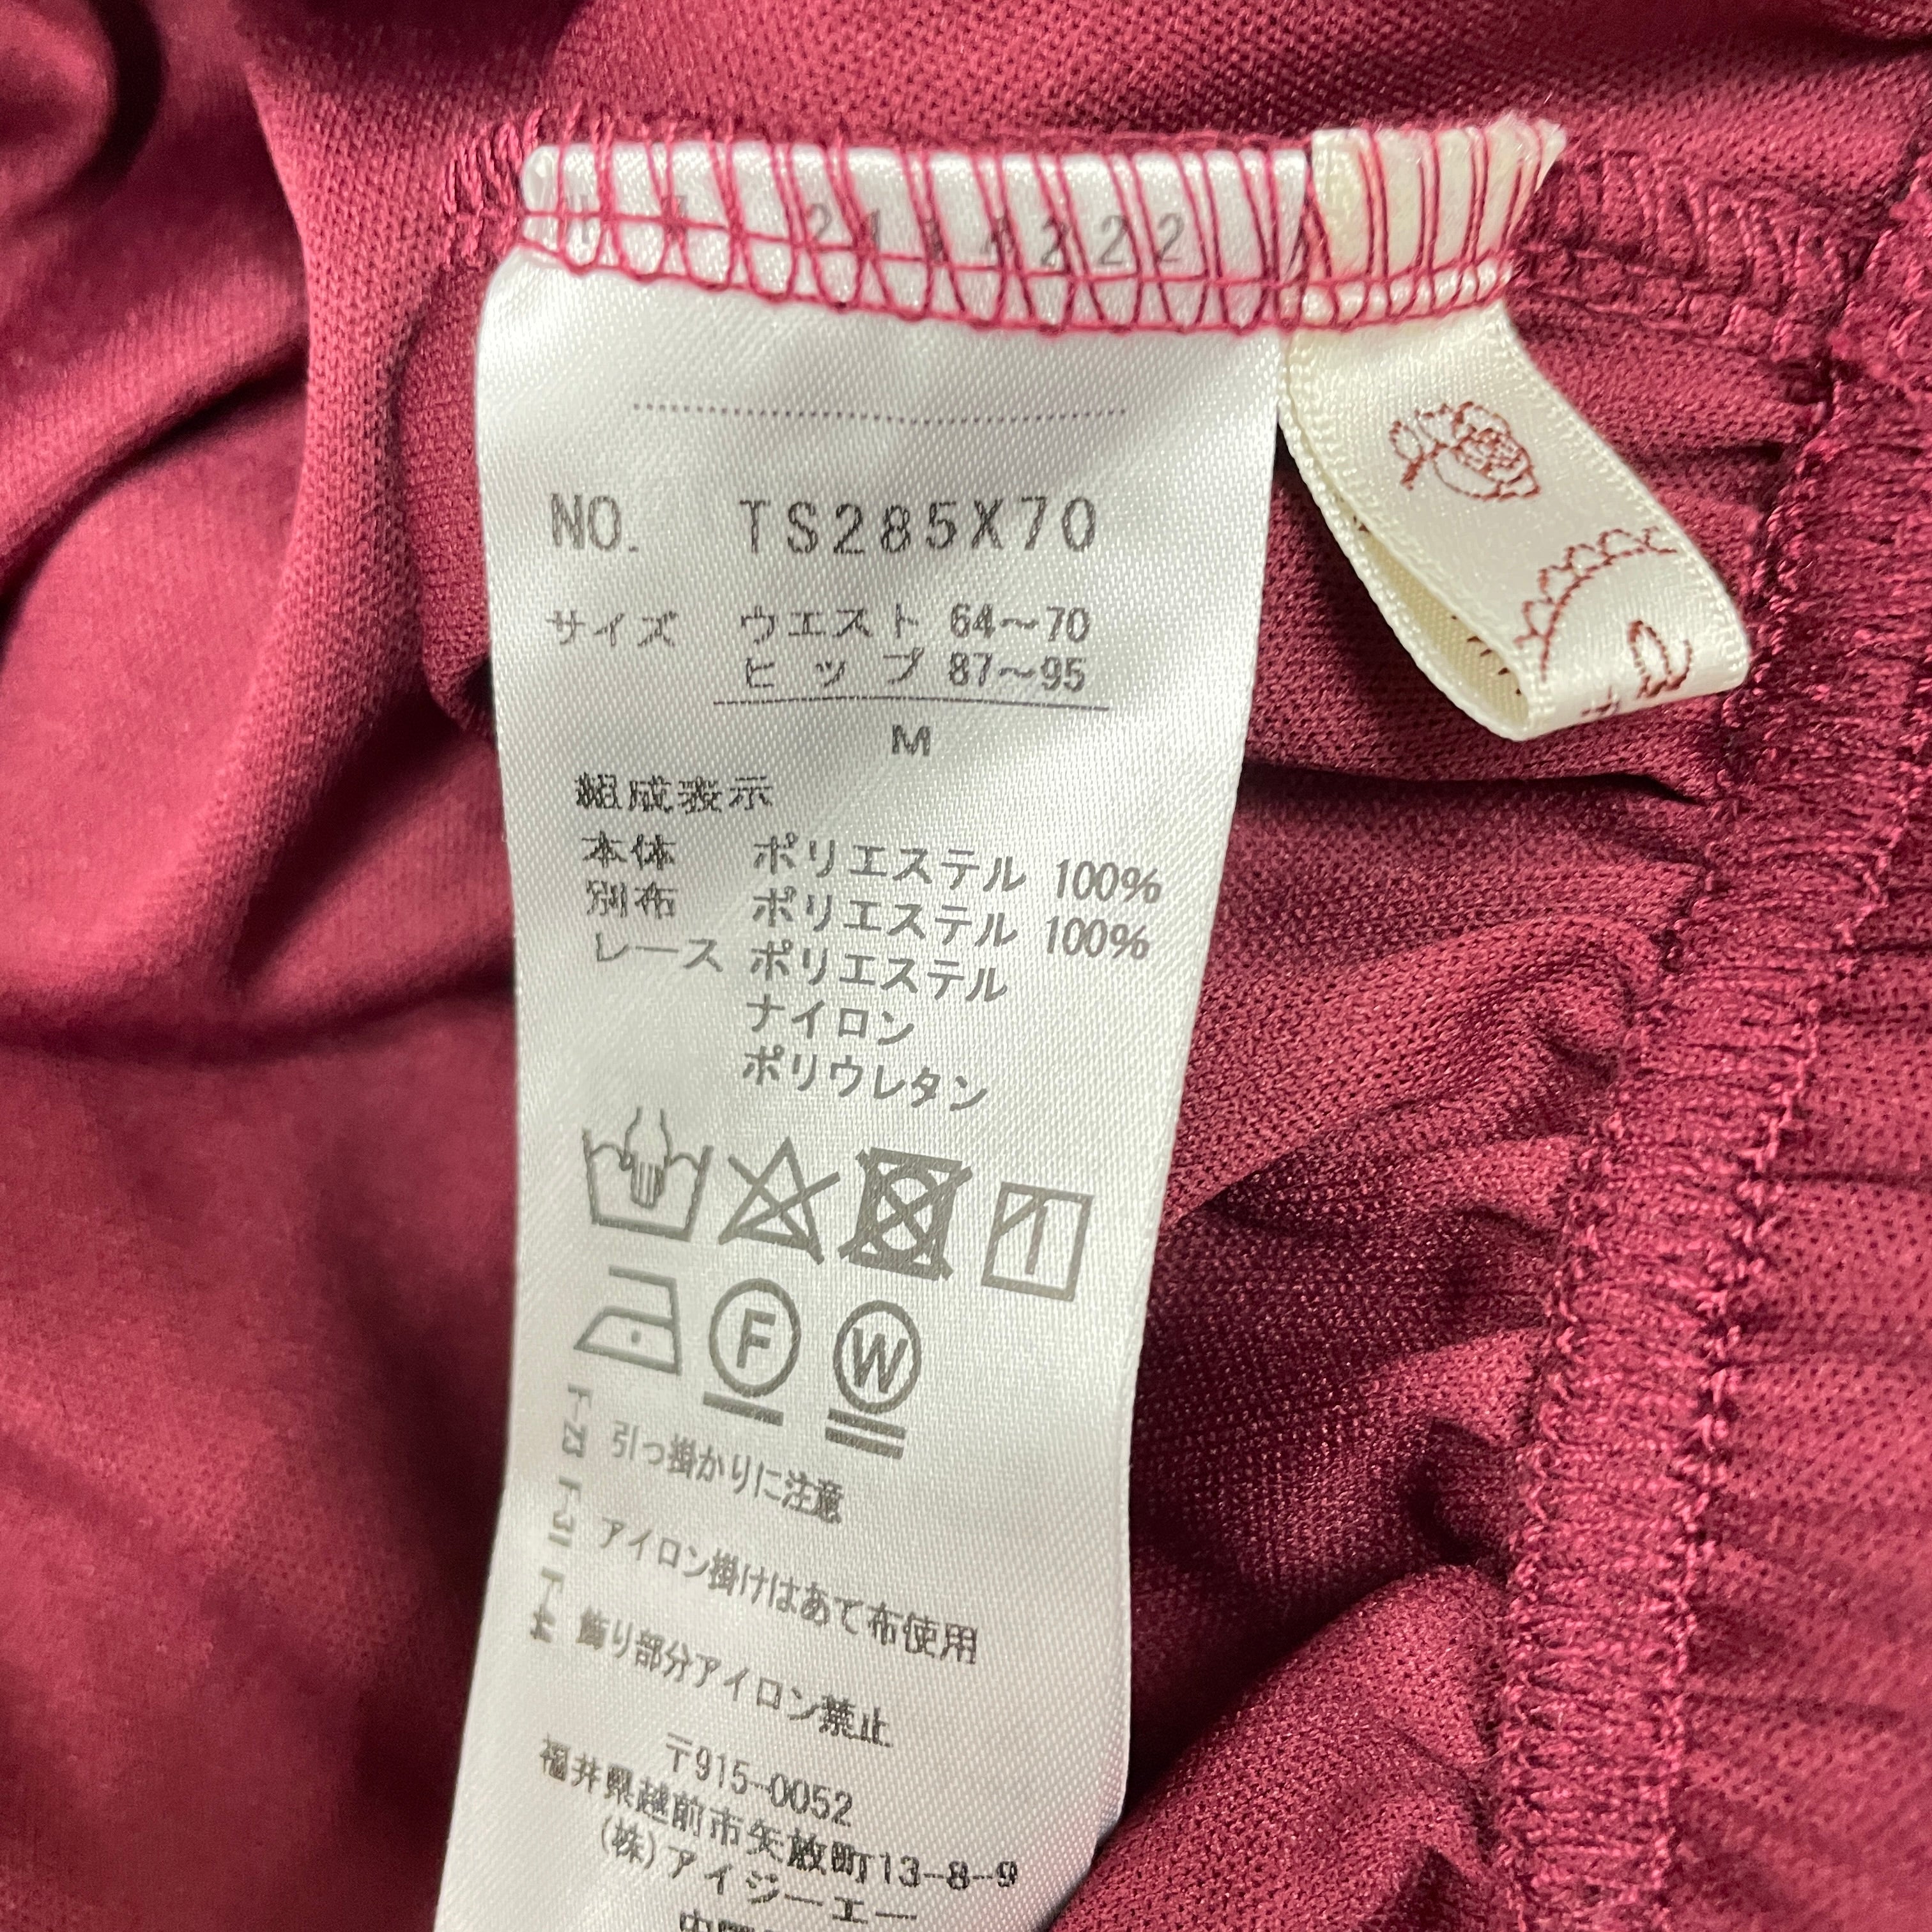 NO. TS285X70
サイズ ウエスト 64～70
ヒップ 87～95
M
組成表示
本体 ポリエステル 100%
別布 ポリエステル 100%
レース ポリエステル
ナイロン
ポリウレタン
F W
引っ掛かりに注意
アイロン掛けはあて布使用
飾り部分アイロン禁止
〒915-0052
福井県越前市矢放町13-8-9
(株)アイジーエー